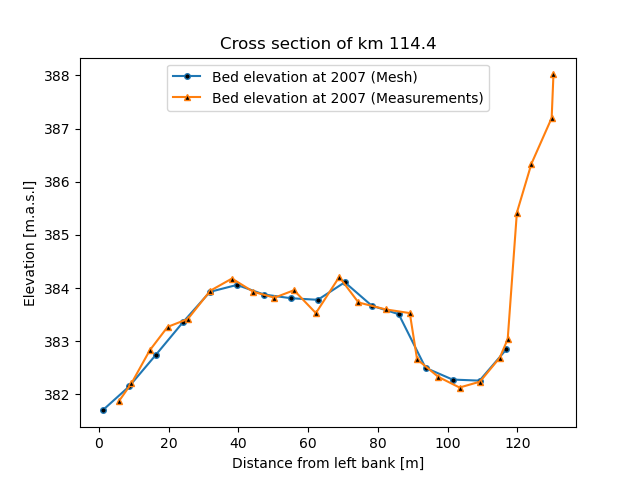 Cross section of km 114.4
Bed elevation at 2007 (Mesh)
Bed elevation at 2007 (Measurements)
Elevation [m.a.s.l]
388
387
386
385
384
383
382
0 20 40 60 80 100 120
Distance from left bank [m]